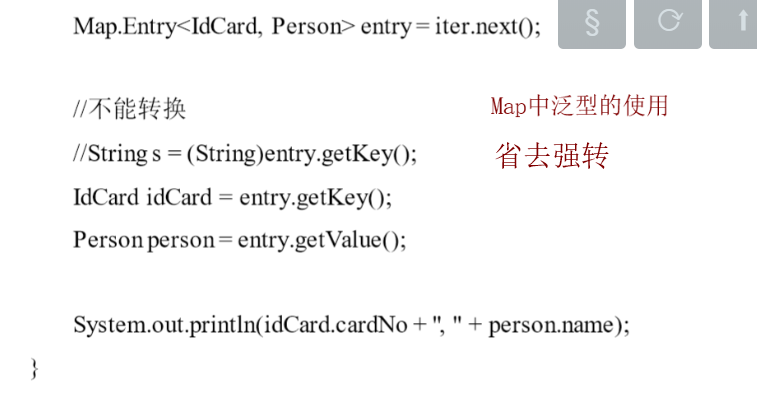 Map.Entry<IdCard, Person> entry = iter.next();
§
//不能转换
Map中泛型的使用
//String s = (String)entry.getKey();
省去强转
IdCard idCard = entry.getKey();
Person person = entry.getValue();
System.out.println(idCard.cardNo + ", " + person.name);
}